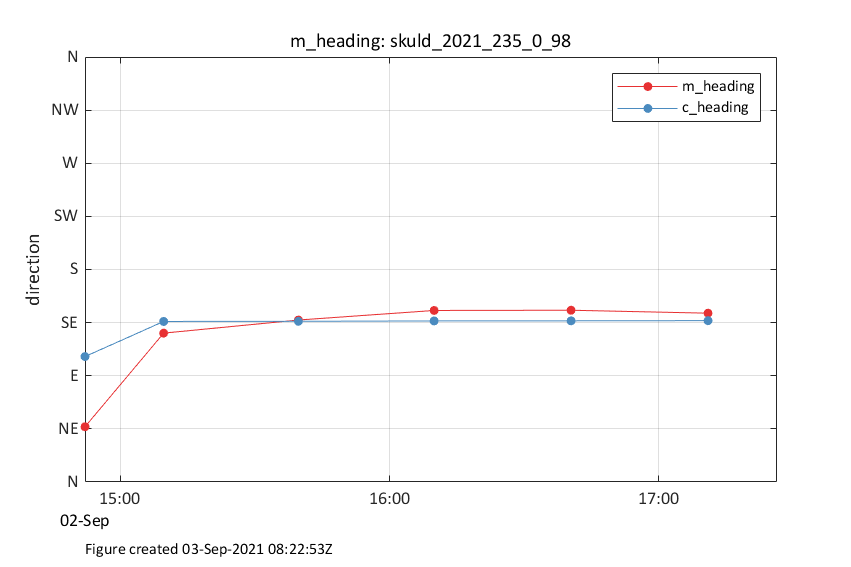 m_heading: skuld_2021_235_0_98
N
m_heading
c_heading
NW
W
SW
S
direction
SE
E
NE
N
15:00 16:00 17:00
02-Sep
Figure created 03-Sep-2021 08:22:53Z